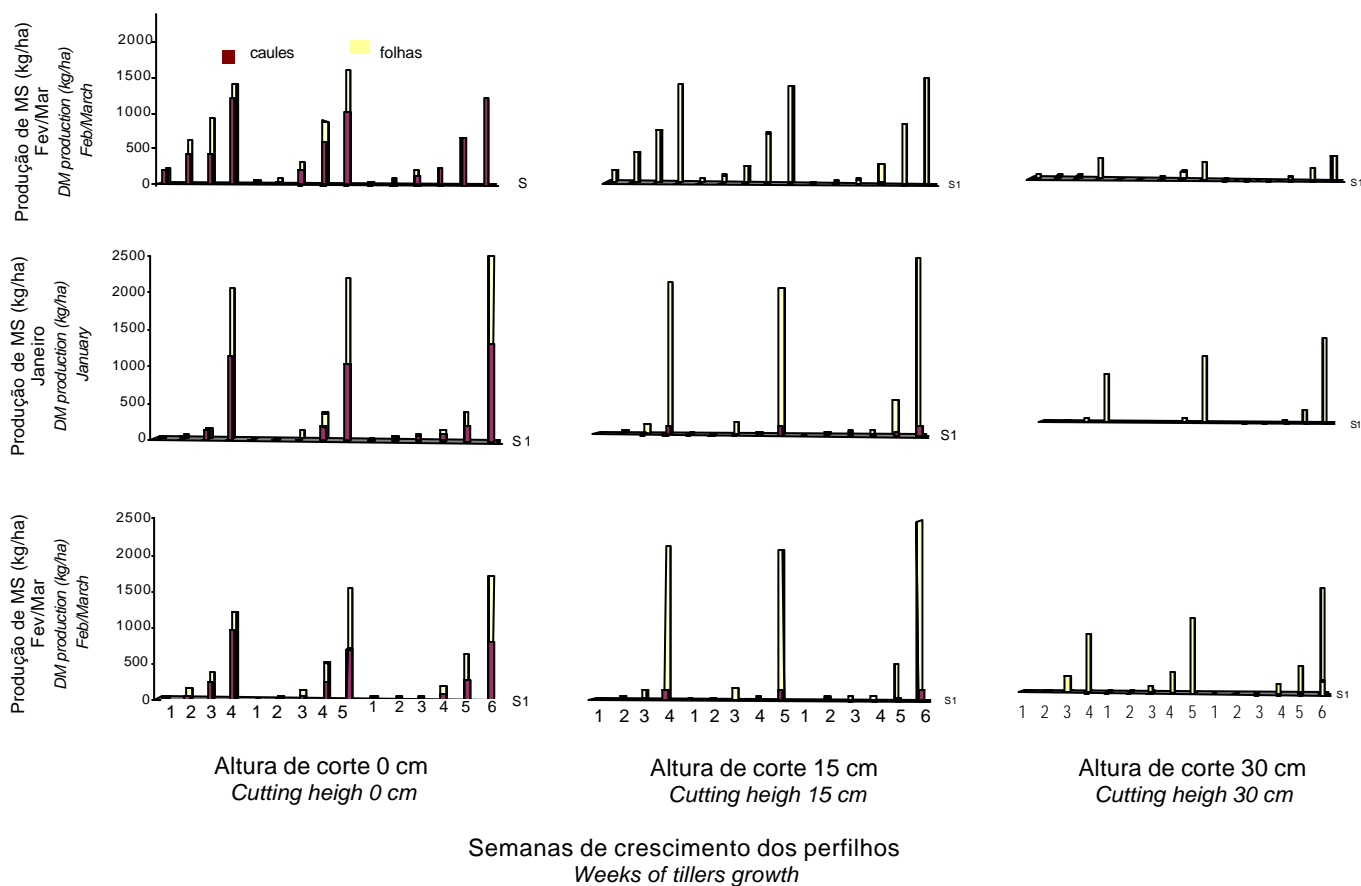 Produção de MS (kg/ha)
Fev/Mar
DM production (kg/ha)
Feb/March
2000
1500
1000
500
0
caules
folhas
S
S1
S1
Produção de MS (kg/ha)
Janeiro
DM production (kg/ha)
January
2500
2000
1500
1000
500
0
S1
S1
S1
Produção de MS (kg/ha)
Fev/Mar
DM production (kg/ha)
Feb/March
2500
2000
1500
1000
500
0
S1
S1
S1
1 2 3 4 1 2 3 4 5 1 2 3 4 5 6
1 2 3 4 1 2 3 4 5 1 2 3 4 5 6
1 2 3 4 1 2 3 4 5 1 2 3 4 5 6
Altura de corte 0 cm
Cutting heigh 0 cm
Altura de corte 15 cm
Cutting heigh 15 cm
Altura de corte 30 cm
Cutting heigh 30 cm
Semanas de crescimento dos perfilhos
Weeks of tillers growth